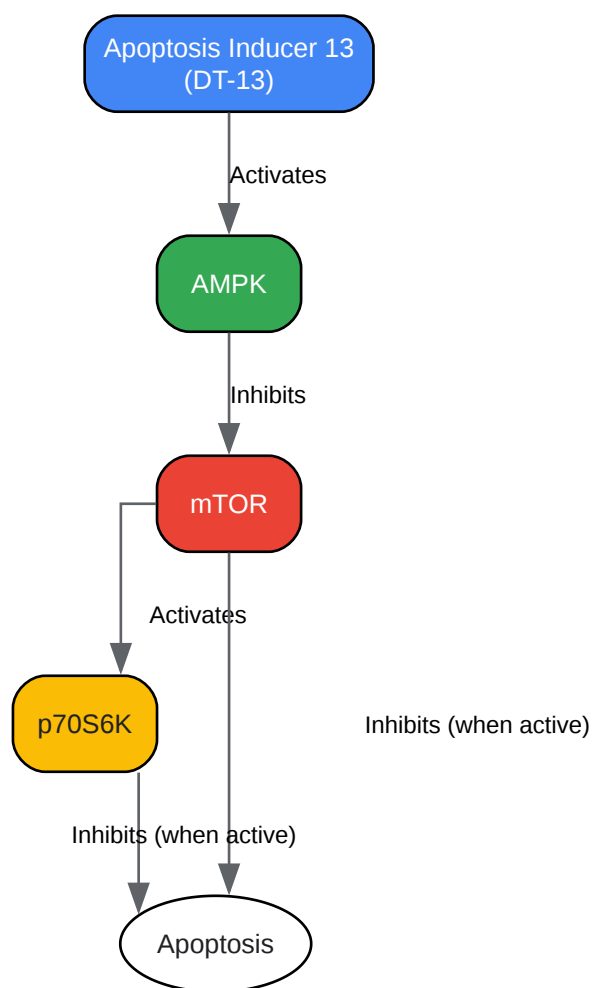 Apoptosis Inducer 13
(DT-13)
Activates
AMPK
Inhibits
mTOR
Activates
p70S6K
Inhibits (when active)
Inhibits (when active)
Apoptosis